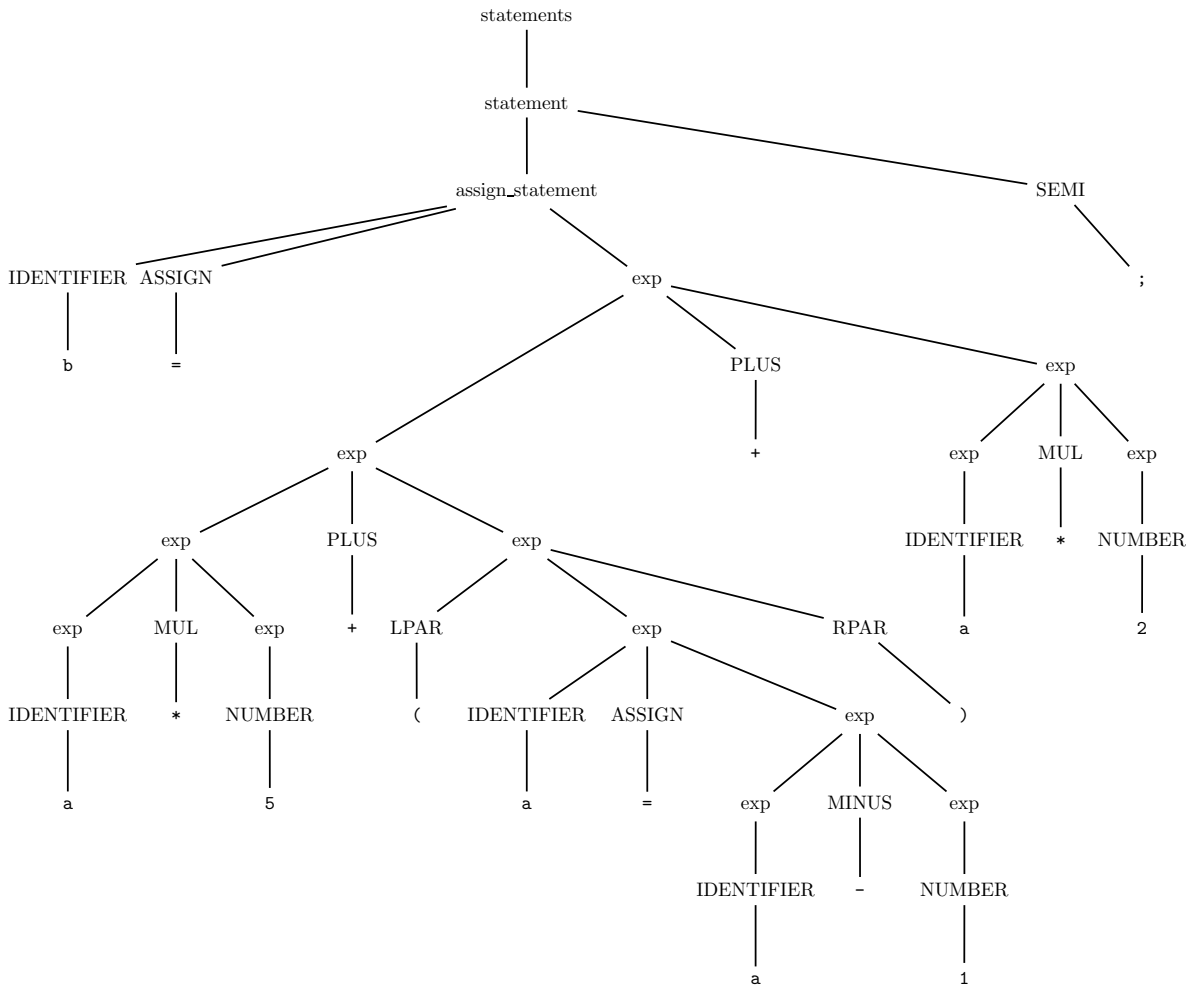 statements
statement
assign_statement SEMI
IDENTIFIER ASSIGN exp ;
b = PLUS exp
exp + exp MUL exp
exp PLUS exp IDENTIFIER * NUMBER
exp MUL exp + LPAR exp RPAR a 2
IDENTIFIER * NUMBER ( IDENTIFIER ASSIGN exp )
a 5 a = exp MINUS exp
IDENTIFIER - NUMBER
a 1